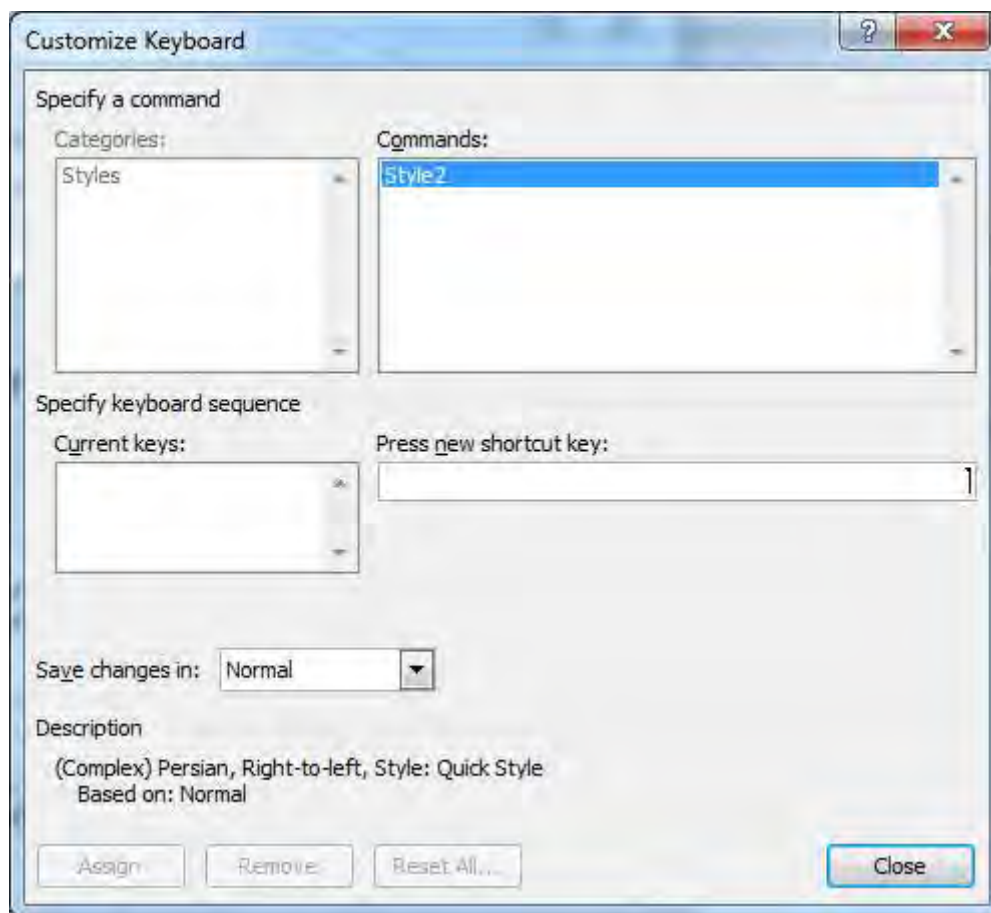 Customize Keyboard
Specify a command
Categories:
Commands:
Styles
Style2
Specify keyboard sequence
Current keys:
Press new shortcut key:
Save changes in:
Normal
Description
(Complex) Persian, Right-to-left, Style: Quick Style
Based on: Normal
Assign
Remove
Reset All...
Close